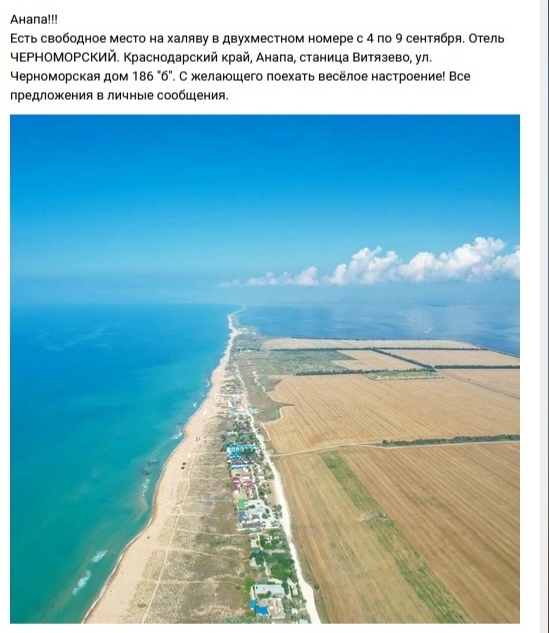 Анапа!!!
Есть свободное место на халяву в двухместном номере с 4 по 9 сентября. Отель
ЧЕРНОМОРСКИЙ. Краснодарский край, Анапа, станица Витязево, ул.
Черноморская дом 186 "б". С желающего поехать весёлое настроение! Все
предложения в личные сообщения.